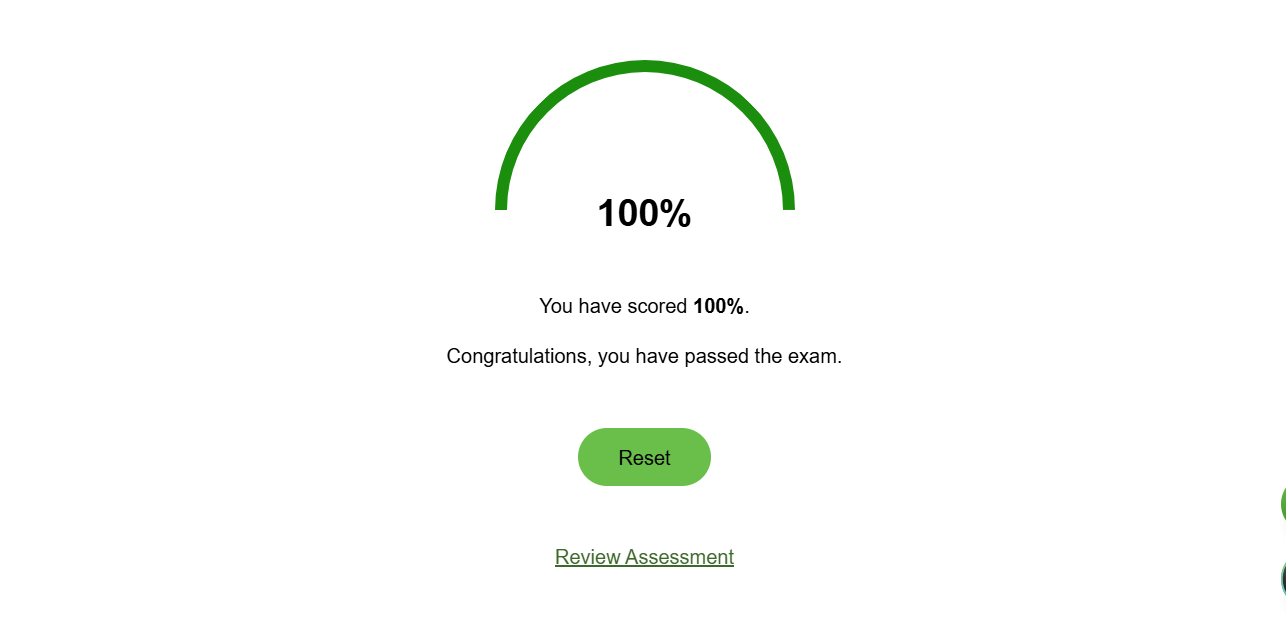 100%
You have scored 100%.
Congratulations, you have passed the exam.
Reset
Review Assessment